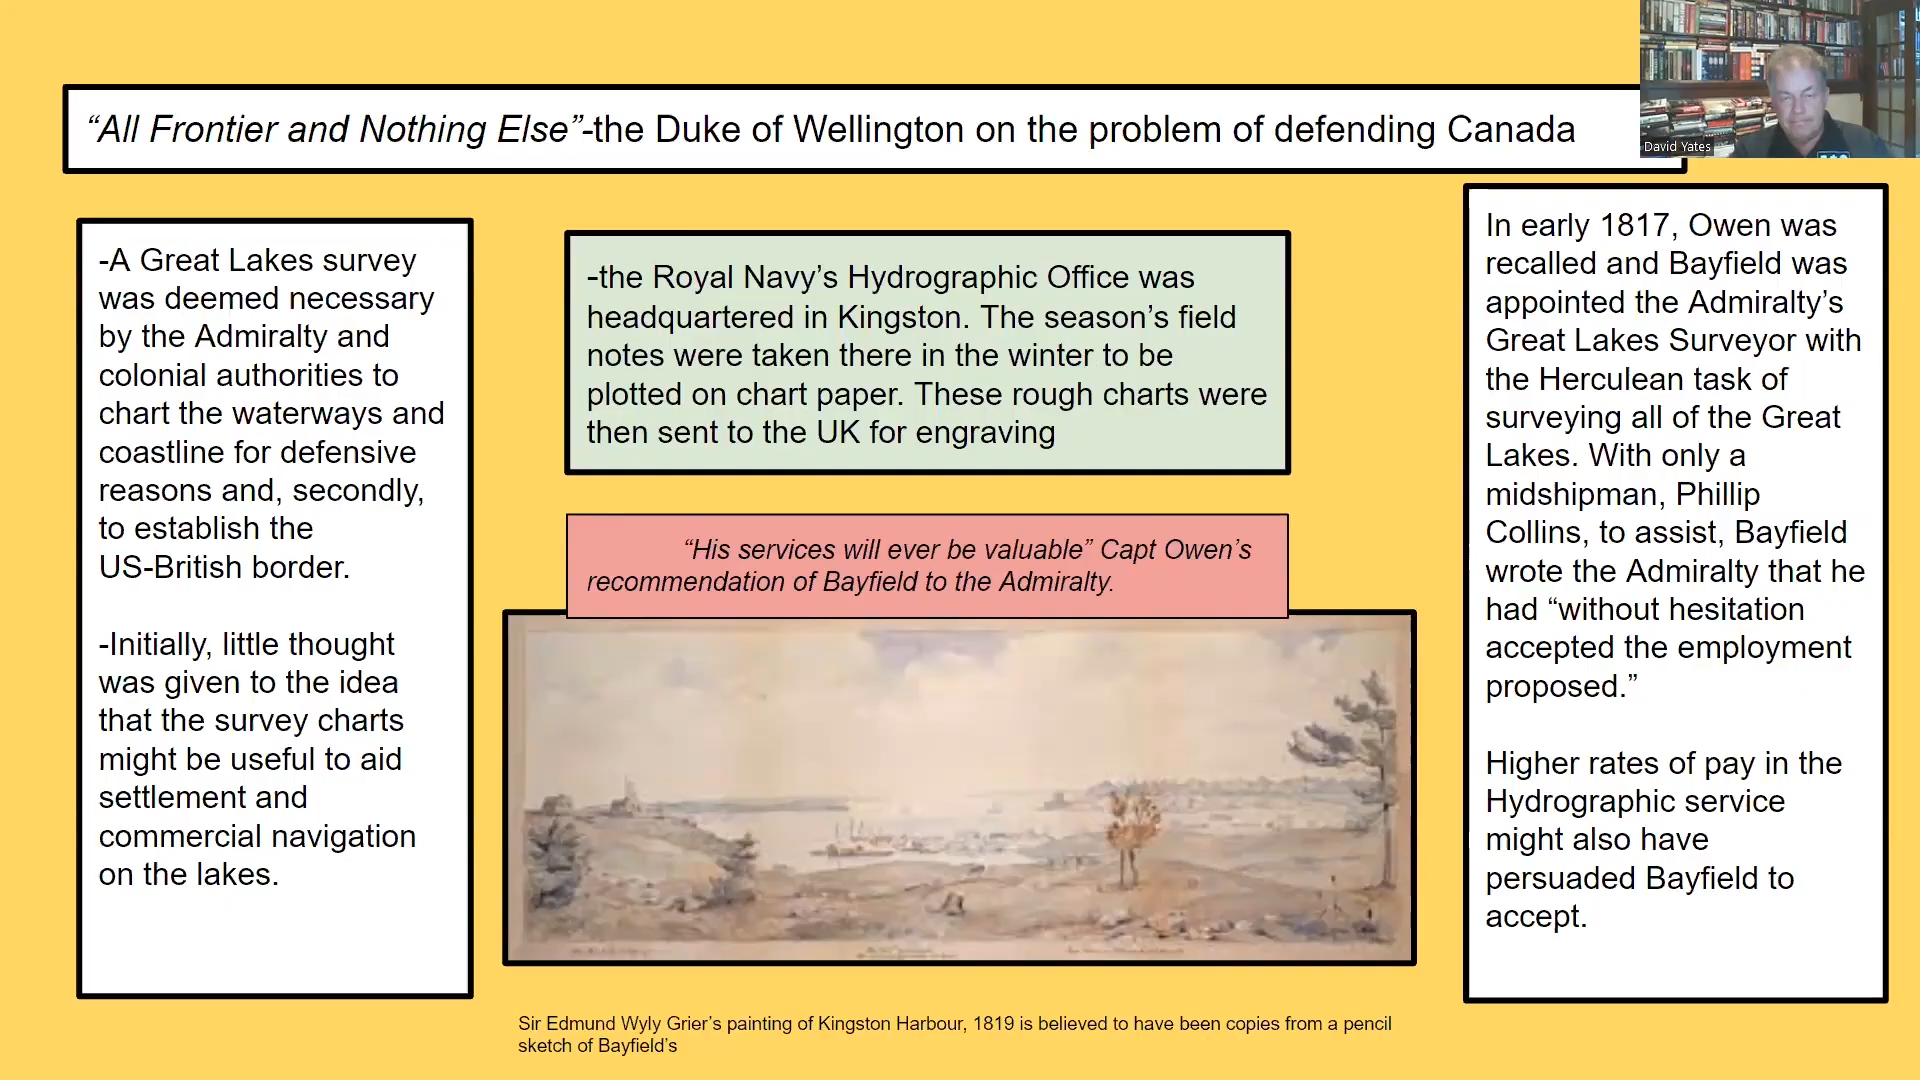 “All Frontier and Nothing Else”-the Duke of Wellington on the problem of defending Canada
David Yates
-A Great Lakes survey
was deemed necessary
by the Admiralty and
colonial authorities to
chart the waterways and
coastline for defensive
reasons and, secondly,
to establish the
US-British border.
-Initially, little thought
was given to the idea
that the survey charts
might be useful to aid
settlement and
commercial navigation
on the lakes.
-the Royal Navy’s Hydrographic Office was
headquartered in Kingston. The season’s field
notes were taken there in the winter to be
plotted on chart paper. These rough charts were
then sent to the UK for engraving
“His services will ever be valuable” Capt Owen’s
recommendation of Bayfield to the Admiralty.
Sir Edmund Wyly Grier’s painting of Kingston Harbour, 1819 is believed to have been copies from a pencil
sketch of Bayfield’s
In early 1817, Owen was
recalled and Bayfield was
appointed the Admiralty’s
Great Lakes Surveyor with
the Herculean task of
surveying all of the Great
Lakes. With only a
midshipman, Phillip
Collins, to assist, Bayfield
wrote the Admiralty that he
had “without hesitation
accepted the employment
proposed.”
Higher rates of pay in the
Hydrographic service
might also have
persuaded Bayfield to
accept.